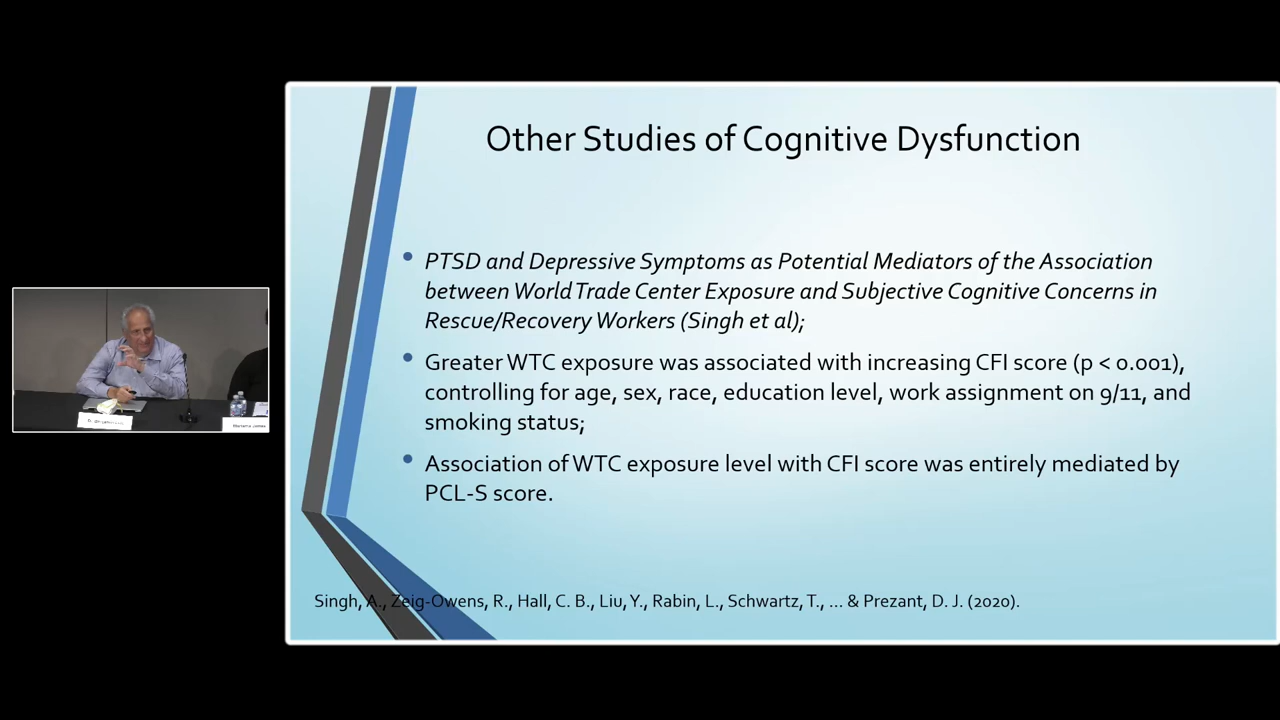 Other Studies of Cognitive Dysfunction
• PTSD and Depressive Symptoms as Potential Mediators of the Association
between World Trade Center Exposure and Subjective Cognitive Concerns in
Rescue/Recovery Workers (Singh et al);
• Greater WTC exposure was associated with increasing CFI score (p < 0.001),
controlling for age, sex, race, education level, work assignment on 9/11, and
smoking status;
• Association of WTC exposure level with CFI score was entirely mediated by
PCL-S score.
Singh, A., Zeig-Owens, R., Hall, C. B., Liu, Y., Rabin, L., Schwartz, T., ... & Prezant, D. J. (2020).